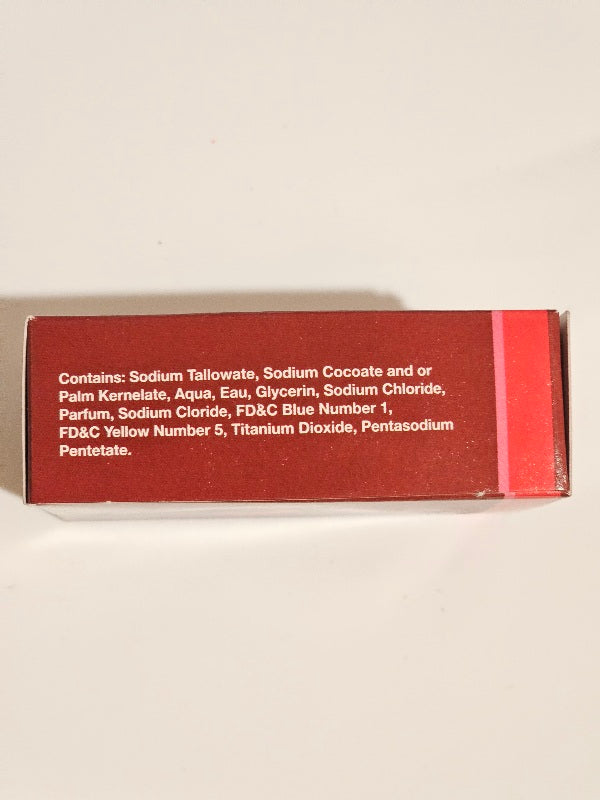 Contains: Sodium Tallowate, Sodium Cocoate and or
Palm Kernelate, Aqua, Eau, Glycerin, Sodium Chloride,
Parfum, Sodium Cloride, FD&C Blue Number 1,
FD&C Yellow Number 5, Titanium Dioxide, Pentasodium
Pentetate.